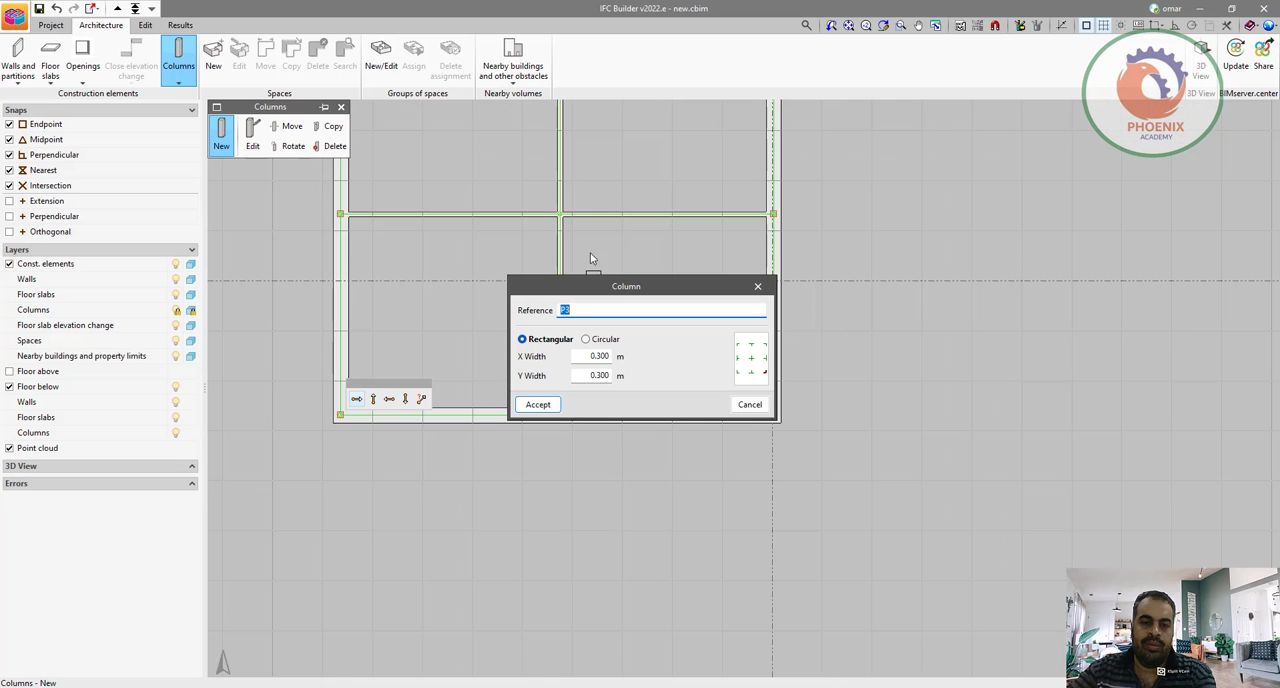 IFC Builder v2022.e - new.cbim
omar
Project
Architecture
Edit
Results
Walls and partitions
Floor slabs
Openings
Close elevation change
Columns
New
Edit
Move
Copy
Delete
Search
New/Edit
Assign
Delete assignment
Nearby buildings and other obstacles
3D View
Update
Share
Construction elements
Spaces
Groups of spaces
Nearby volumes
3D View
BIMserver.center
PHOENIX
ACADEMY
Snaps
Endpoint
Midpoint
Perpendicular
Nearest
Intersection
Extension
Perpendicular
Orthogonal
Layers
Const. elements
Walls
Floor slabs
Columns
Floor slab elevation change
Spaces
Nearby buildings and property limits
Floor above
Floor below
Walls
Floor slabs
Columns
Point cloud
3D View
Errors
Columns
New
Edit
Move
Copy
Rotate
Delete
Column
Reference P3
Rectangular
Circular
X Width 0.300 m
Y Width 0.300 m
Accept
Cancel
Columns - New